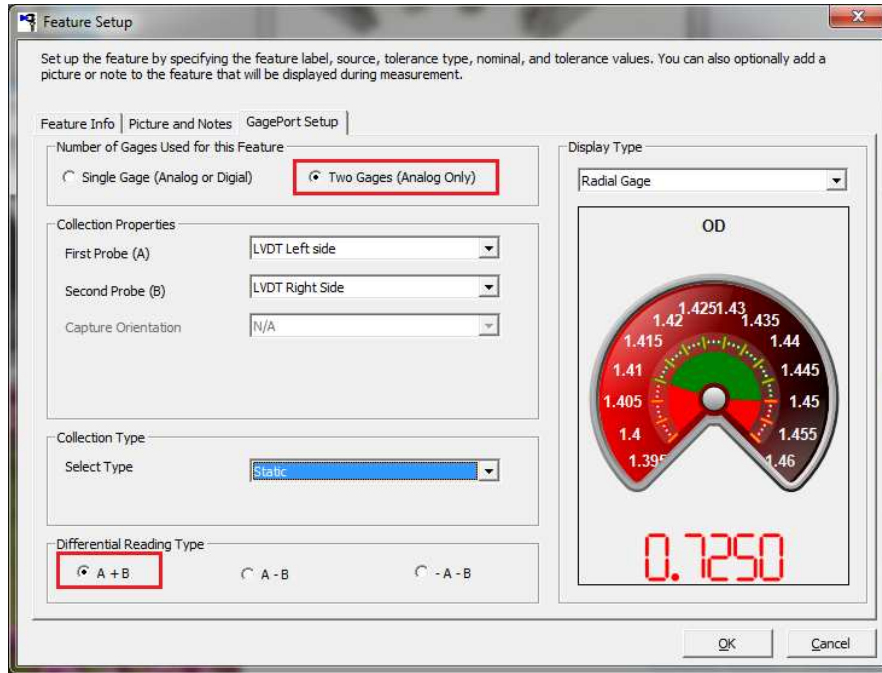 Feature Setup
Set up the feature by specifying the feature label, source, tolerance type, nominal, and tolerance values. You can also optionally add a
picture or note to the feature that will be displayed during measurement.
Feature Info
Picture and Notes
GagePort Setup
Number of Gages Used for this Feature
Single Gage (Analog or Digial)
Two Gages (Analog Only)
Collection Properties
First Probe (A)
LVDT Left side
Second Probe (B)
LVDT Right Side
Capture Orientation
N/A
Collection Type
Select Type
Static
Differential Reading Type
A + B
A - B
- A - B
Display Type
Radial Gage
OD
1.395
1.4
1.405
1.41
1.415
1.42
1.425
1.43
1.435
1.44
1.445
1.45
1.455
1.46
0.7250
OK
Cancel